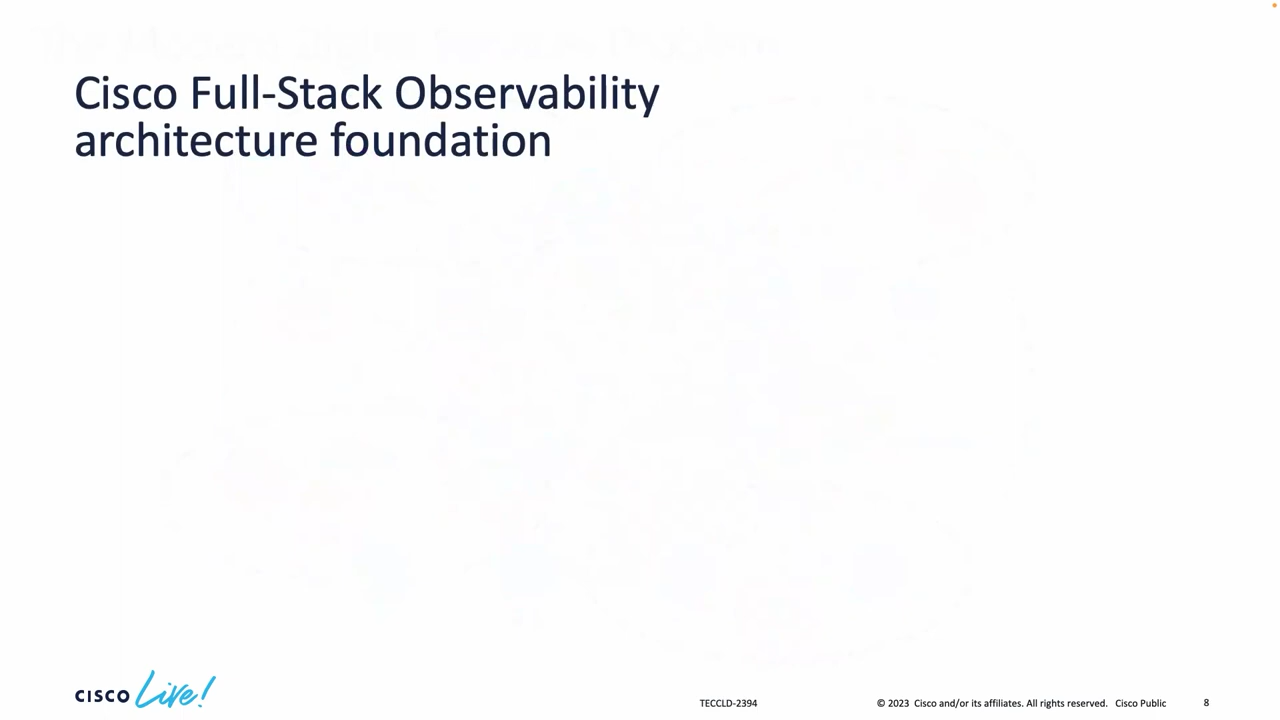 Cisco Full-Stack Observability
architecture foundation
CISCO Live!
TECCLD-2394
© 2023 Cisco and/or its affiliates. All rights reserved. Cisco Public
8